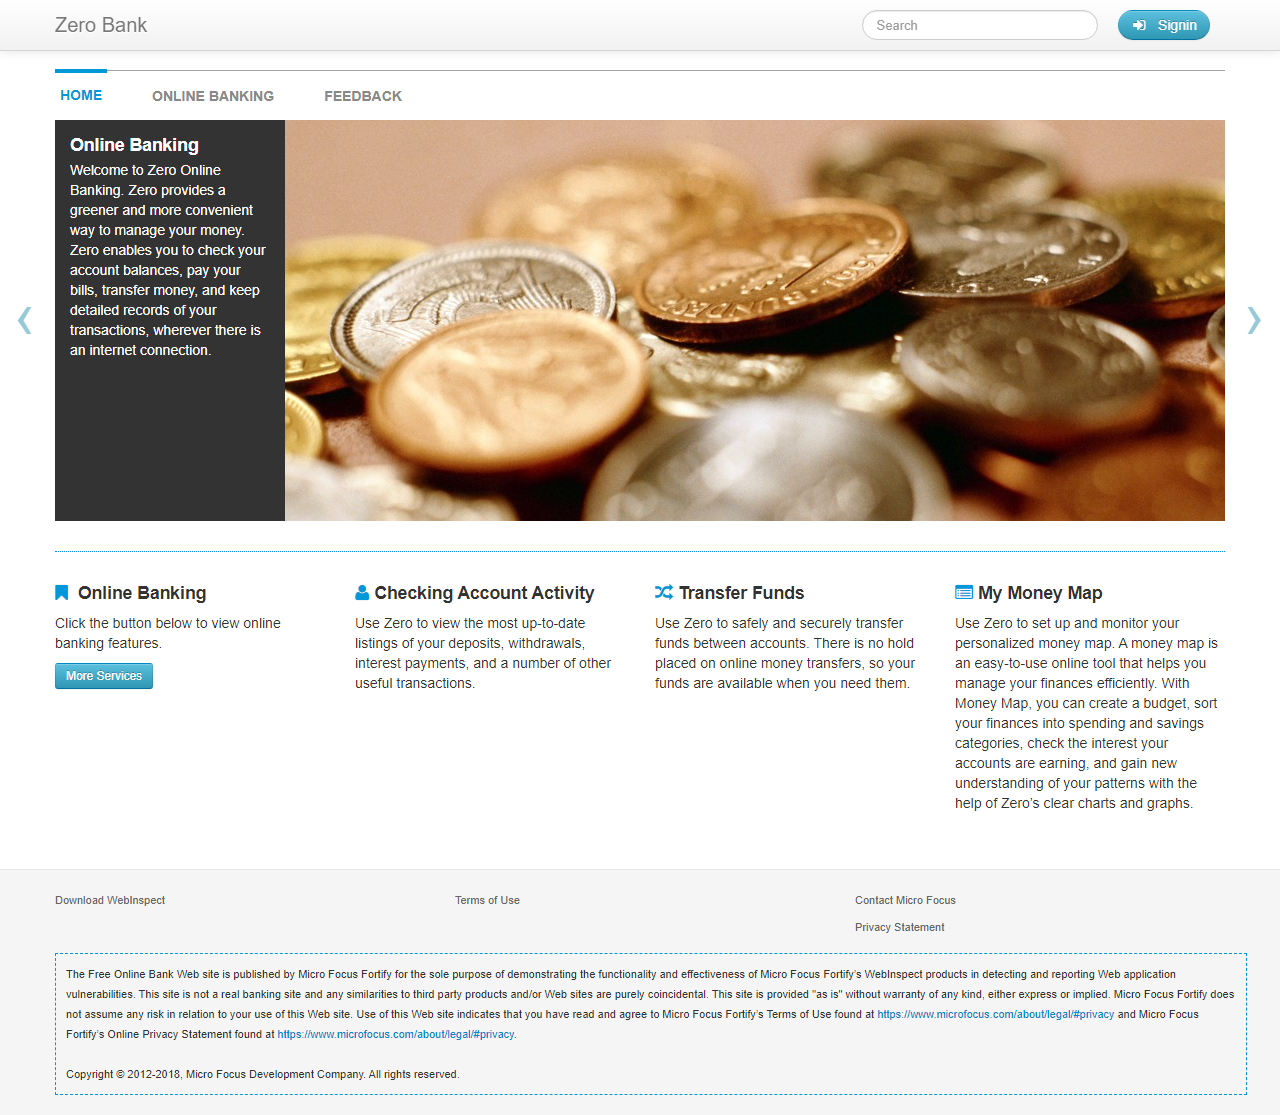 Zero Bank
Search
Signin
HOME
ONLINE BANKING
FEEDBACK
Online Banking
Welcome to Zero Online
Banking. Zero provides a
greener and more convenient
way to manage your money.
Zero enables you to check your
account balances, pay your
bills, transfer money, and keep
detailed records of your
transactions, wherever there is
an internet connection.
Online Banking
Click the button below to view online
banking features.
More Services
Checking Account Activity
Use Zero to view the most up-to-date
listings of your deposits, withdrawals,
interest payments, and a number of other
useful transactions.
Transfer Funds
Use Zero to safely and securely transfer
funds between accounts. There is no hold
placed on online money transfers, so your
funds are available when you need them.
My Money Map
Use Zero to set up and monitor your
personalized money map. A money map is
an easy-to-use online tool that helps you
manage your finances efficiently. With
Money Map, you can create a budget, sort
your finances into spending and savings
categories, check the interest your
accounts are earning, and gain new
understanding of your patterns with the
help of Zero’s clear charts and graphs.
Download WebInspect
Terms of Use
Contact Micro Focus
Privacy Statement
The Free Online Bank Web site is published by Micro Focus Fortify for the sole purpose of demonstrating the functionality and effectiveness of Micro Focus Fortify’s WebInspect products in detecting and reporting Web application
vulnerabilities. This site is not a real banking site and any similarities to third party products and/or Web sites are purely coincidental. This site is provided "as is" without warranty of any kind, either express or implied. Micro Focus Fortify does
not assume any risk in relation to your use of this Web site. Use of this Web site indicates that you have read and agree to Micro Focus Fortify’s Terms of Use found at https://www.microfocus.com/about/legal/#privacy and Micro Focus
Fortify’s Online Privacy Statement found at https://www.microfocus.com/about/legal/#privacy.
Copyright © 2012-2018, Micro Focus Development Company. All rights reserved.